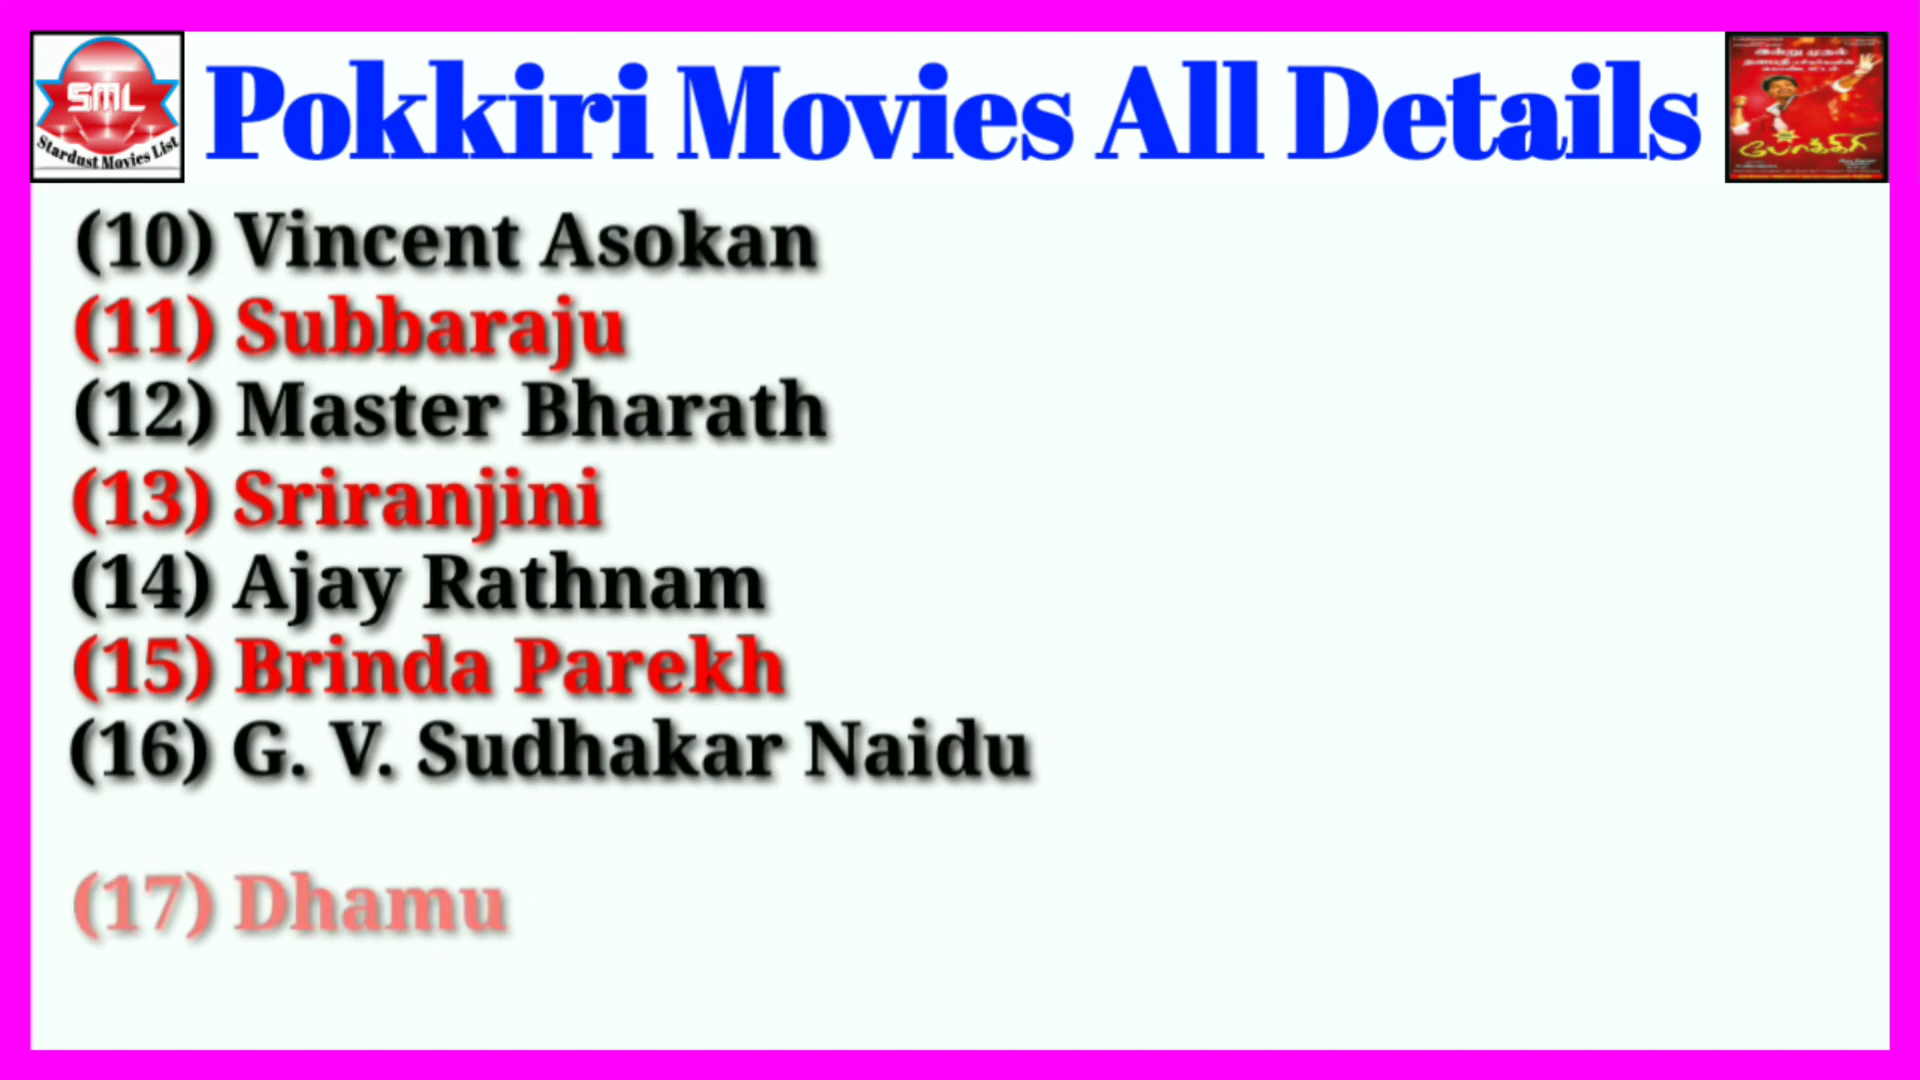 SML
Stardust Movies List
Pokkiri Movies All Details
போக்கிரி
(10) Vincent Asokan
(11) Subbaraju
(12) Master Bharath
(13) Sriranjini
(14) Ajay Rathnam
(15) Brinda Parekh
(16) G. V. Sudhakar Naidu
(17) Dhamu